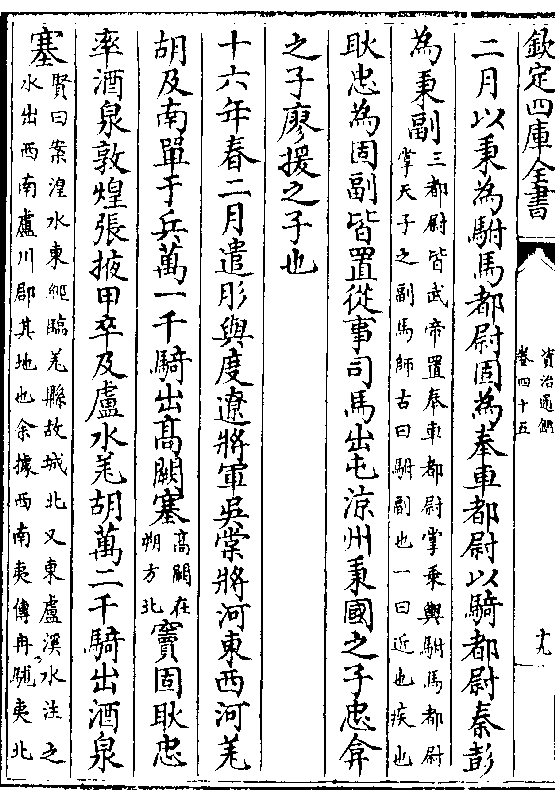 欽定四庫全書
資治通鑑
卷四十五
十九
二月以秉為駙馬都尉固為奉車都尉以騎都尉秦彭
為秉副三都尉皆武帝置奉車都尉掌乘輿駙馬都尉
掌天子之副馬師古曰駙副也一曰近也疾也
耿忠為固副皆置從事司馬出屯涼州秉國之子忠弇
之子廖援之子也
十六年春二月遣肜與度遼將軍吳棠將河東西河羌
胡及南單于兵萬一千騎出高闕塞高闕在
朔方北竇固耿忠
率酒泉敦煌張掖甲卒及盧水羌胡萬二千騎出酒泉
塞賢曰案湟水東經臨羌縣故城北又東盧溪水注之
水出西南盧川郡其地也余據西南夷傳冉駹夷北